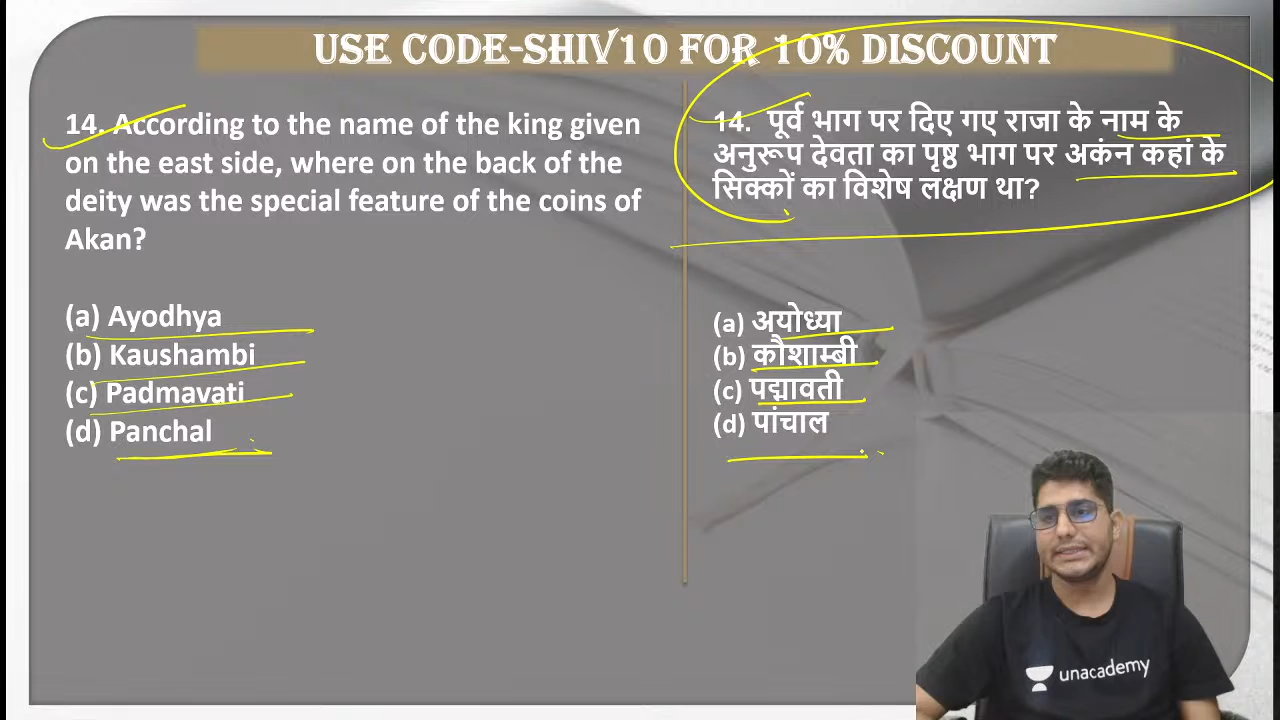 USE CODE-SHIV10 FOR 10% DISCOUNT
14. According to the name of the king given
on the east side, where on the back of the
deity was the special feature of the coins of
Akan?
(a) Ayodhya
(b) Kaushambi
(c) Padmavati
(d) Panchal
14. पूर्व भाग पर दिए गए राजा के नाम के
अनुरूप देवता का पृष्ठ भाग पर अकंन कहां के
सिक्कों का विशेष लक्षण था?
(a) अयोध्या
(b) कौशाम्बी
(c) पद्मावती
(d) पांचाल
unacademy